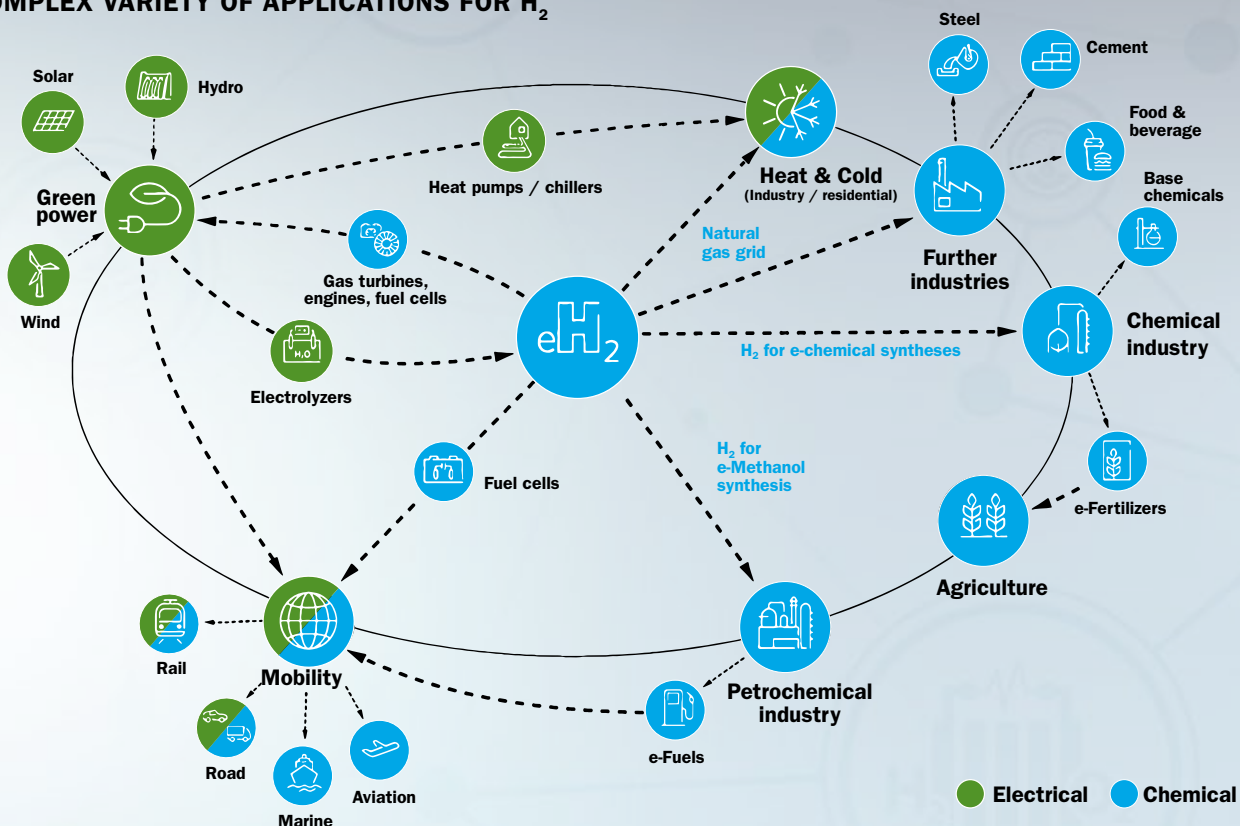 OMPLEX VARIETY OF APPLICATIONS FOR H₂
Solar
Hydro
Green
power
Wind
Heat pumps / chillers
Gas turbines,
engines, fuel cells
H₂O
Electrolyzers
eH₂
Fuel cells
Heat & Cold
(Industry / residential)
Natural
gas grid
Steel
Cement
Food &
beverage
Further
industries
Base
chemicals
Chemical
industry
H₂ for e-chemical syntheses
H₂ for
e-Methanol
synthesis
e-Fertilizers
Agriculture
Petrochemical
industry
e-Fuels
Mobility
Rail
Road
Marine
Aviation
Electrical
Chemical